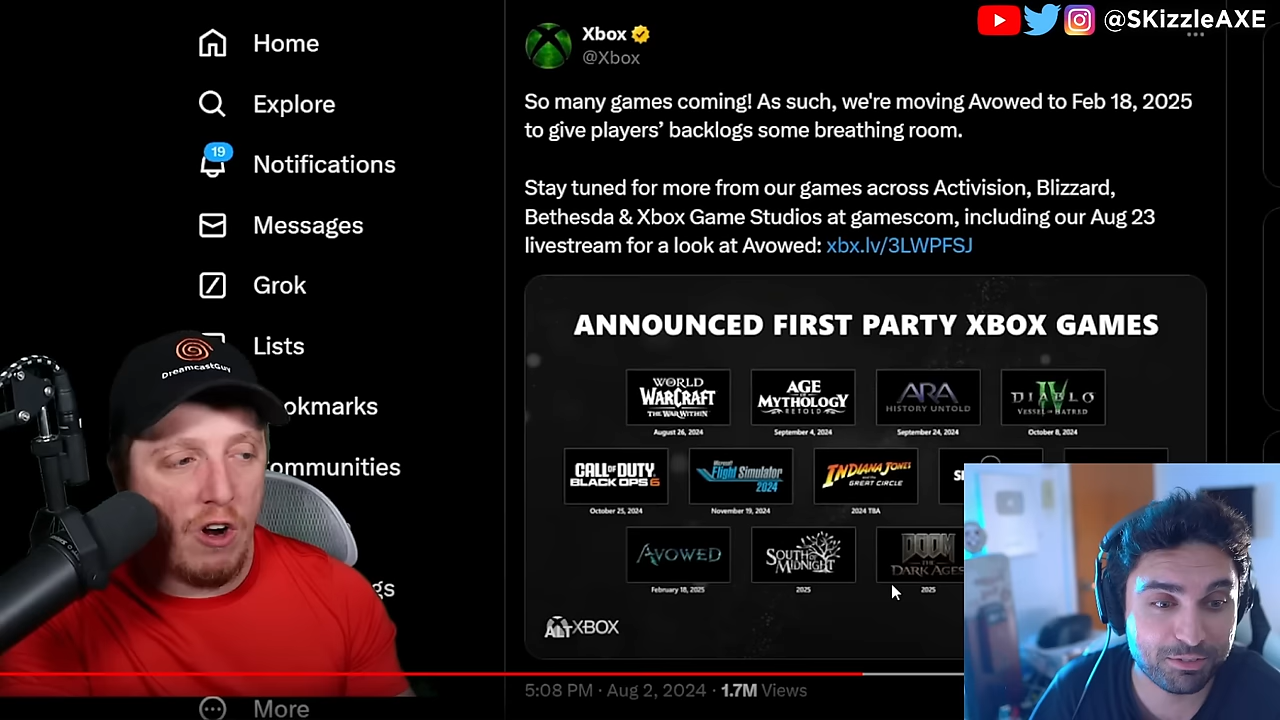 @SKizzleAXE
Home
Explore
19
Notifications
Messages
Grok
Lists
okmarks
ommunities
gs
More
DreamcastGuy
Xbox
@Xbox
So many games coming! As such, we're moving Avowed to Feb 18, 2025
to give players’ backlogs some breathing room.
Stay tuned for more from our games across Activision, Blizzard,
Bethesda & Xbox Game Studios at gamescom, including our Aug 23
livestream for a look at Avowed: xbx.lv/3LWPFSJ
ANNOUNCED FIRST PARTY XBOX GAMES
WORLD
WARCRAFT
THE WAR WITHIN
August 26, 2024
AGE
OF
MYTHOLOGY
RETOLD
September 4, 2024
ARA
HISTORY UNTOLD
September 24, 2024
DIABLO
IV
VESSEL OF HATRED
October 8, 2024
CALL OF DUTY
BLACK OPS 6
October 25, 2024
Microsoft
Flight Simulator
2024
November 19, 2024
INDIANA JONES
GREAT CIRCLE
2024 TBA
AVOWED
February 18, 2025
SOUTH OF
MIDNIGHT
2025
DOOM
THE
DARK AGES
2025
XBOX
ALT
5:08 PM · Aug 2, 2024 · 1.7M Views